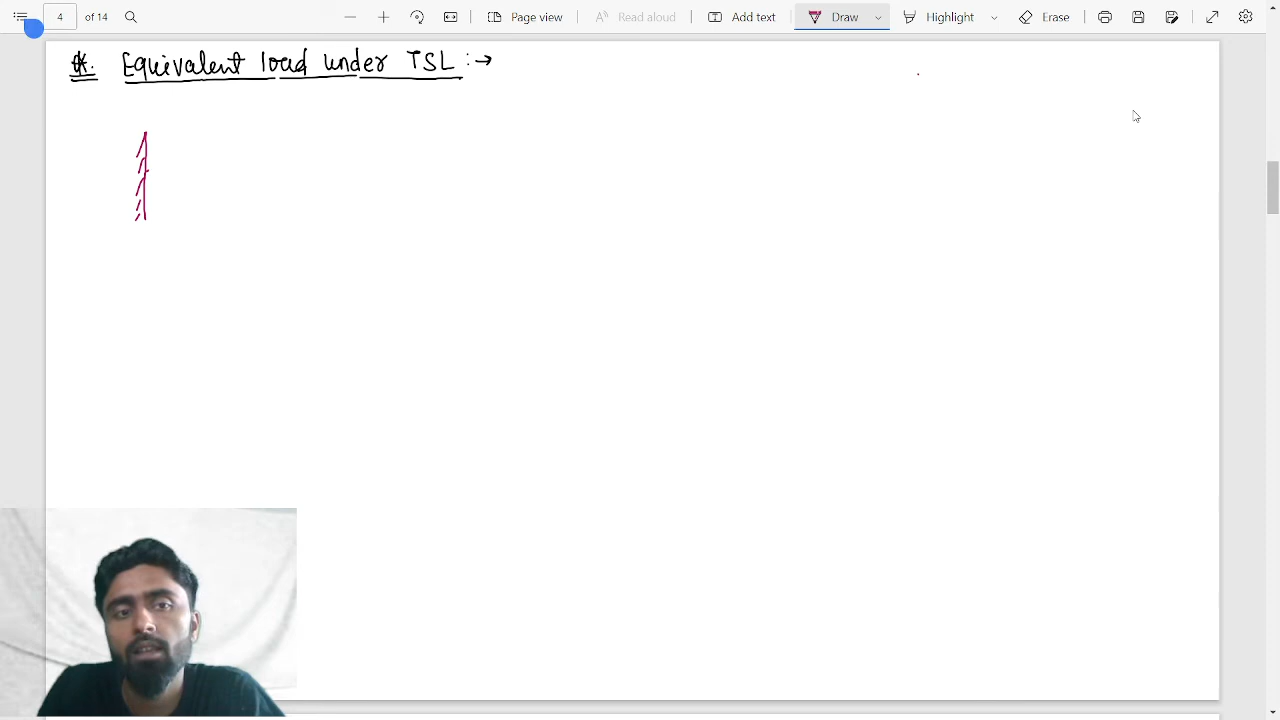 4 of 14 Page view Read aloud Add text Draw Highlight Erase
Equivalent load under TSL :→